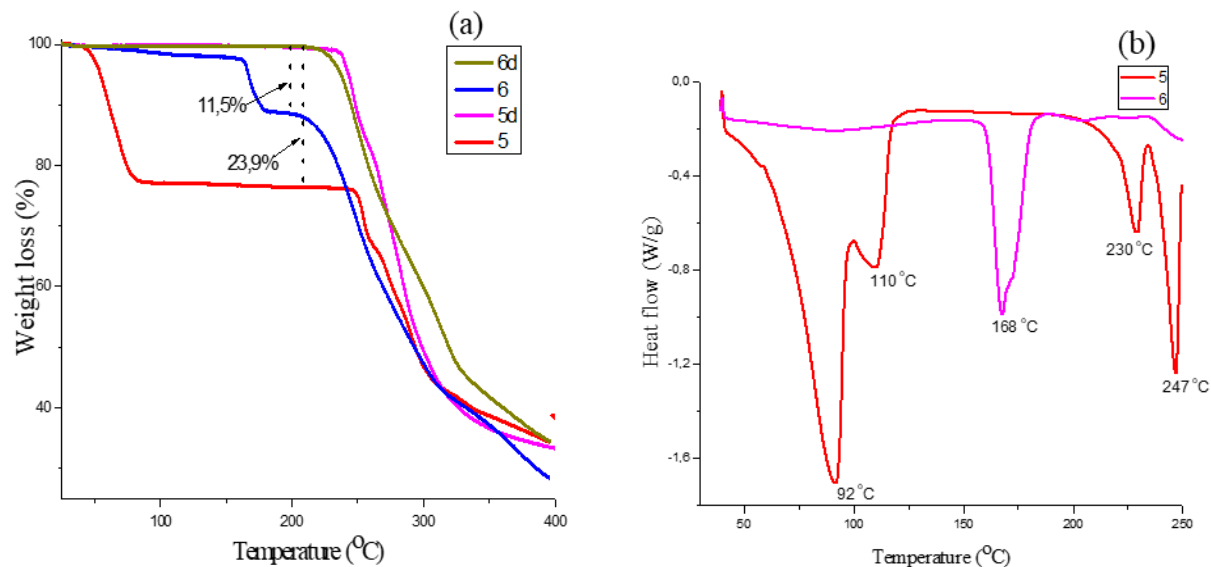 (a)
100
80
60
40
Weight loss (%)
11,5%
23,9%
6d
6
5d
5
100
200
300
400
Temperature (°C)
(b)
0,0
-0,4
-0,8
-1,2
-1,6
Heat flow (W/g)
5
6
92 °C
110 °C
168 °C
230 °C
247 °C
50
100
150
200
250
Temperature (°C)